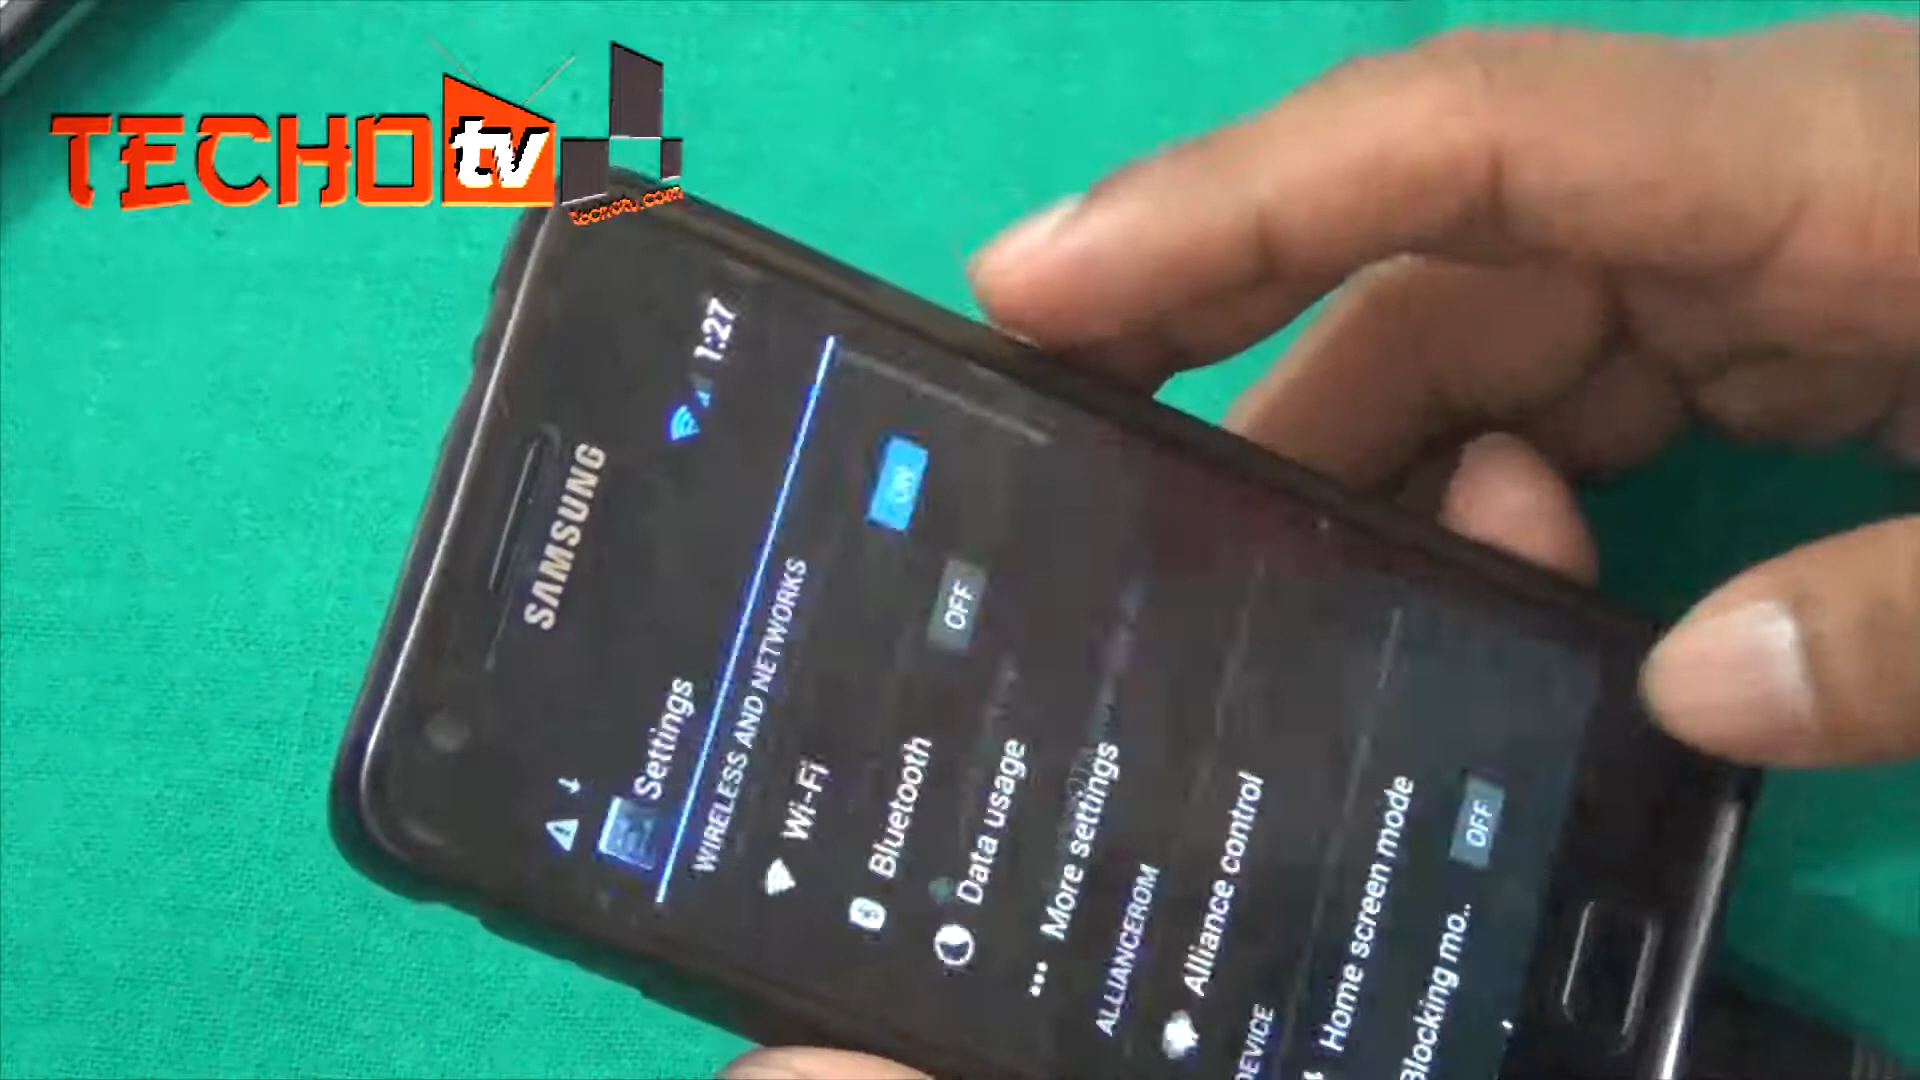 TECHO tv
techotv.com
SAMSUNG
1:27
Settings
WIRELESS AND NETWORKS
Wi-Fi
ON
Bluetooth
OFF
Data usage
More settings
ALLIANCEROM
Alliance control
DEVICE
Home screen mode
Blocking mo..
OFF